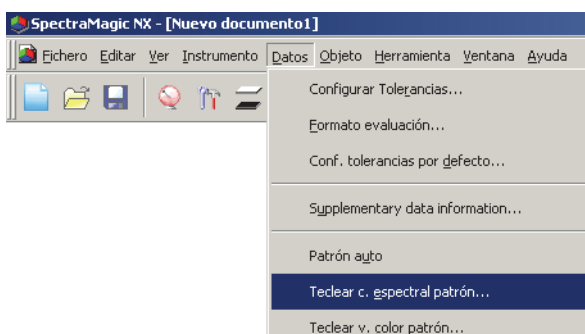 SpectraMagic NX - [Nuevo documento1]
Fichero Editar Ver Instrumento Datos Objeto Herramienta Ventana Ayuda
Configurar Tolerancias...
Formato evaluación...
Conf. tolerancias por defecto...
Supplementary data information...
Patrón auto
Teclear c. espectral patrón...
Teclear v. color patrón...